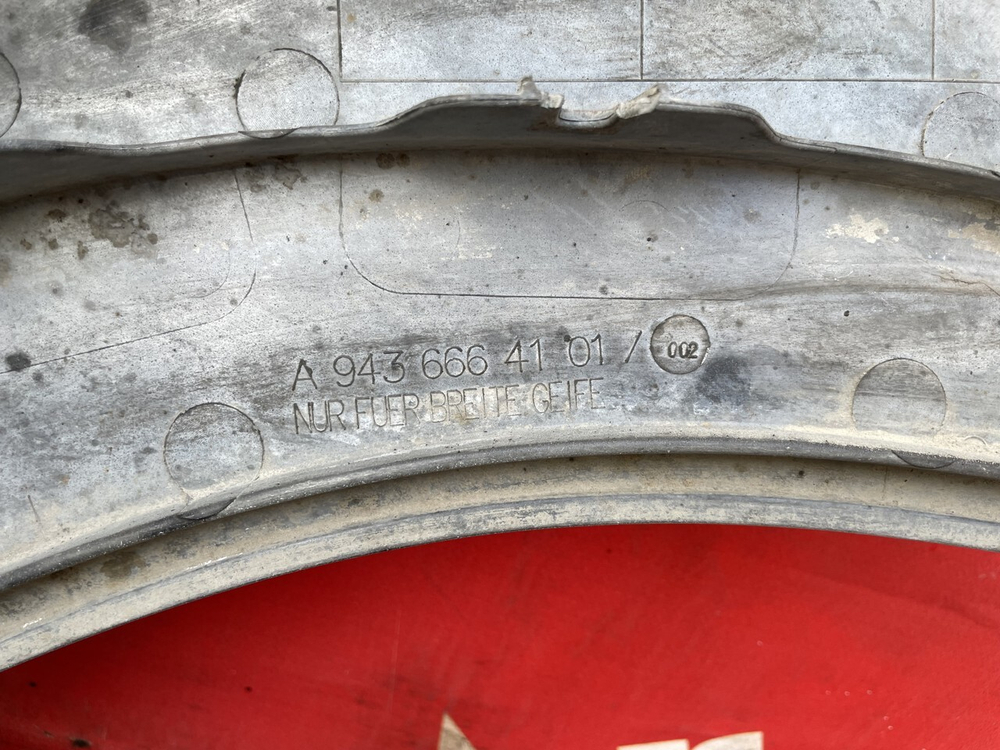 A 943 666 41 01 / 002
NUR FUER BREITE GEIFE